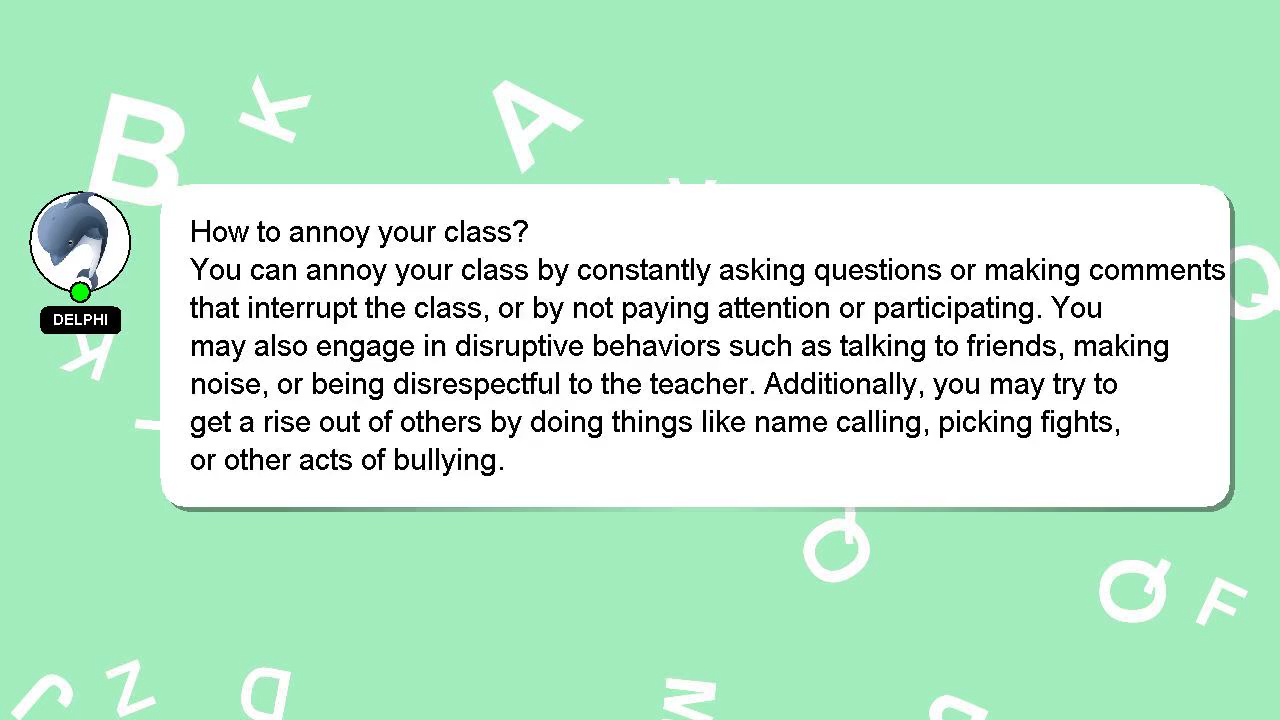 B
K
A
How to annoy your class?
You can annoy your class by constantly asking questions or making comments
that interrupt the class, or by not paying attention or participating. You
may also engage in disruptive behaviors such as talking to friends, making
noise, or being disrespectful to the teacher. Additionally, you may try to
get a rise out of others by doing things like name calling, picking fights,
or other acts of bullying.
DELPHI
Q
K
Q
Q
F
J
Z
D
M